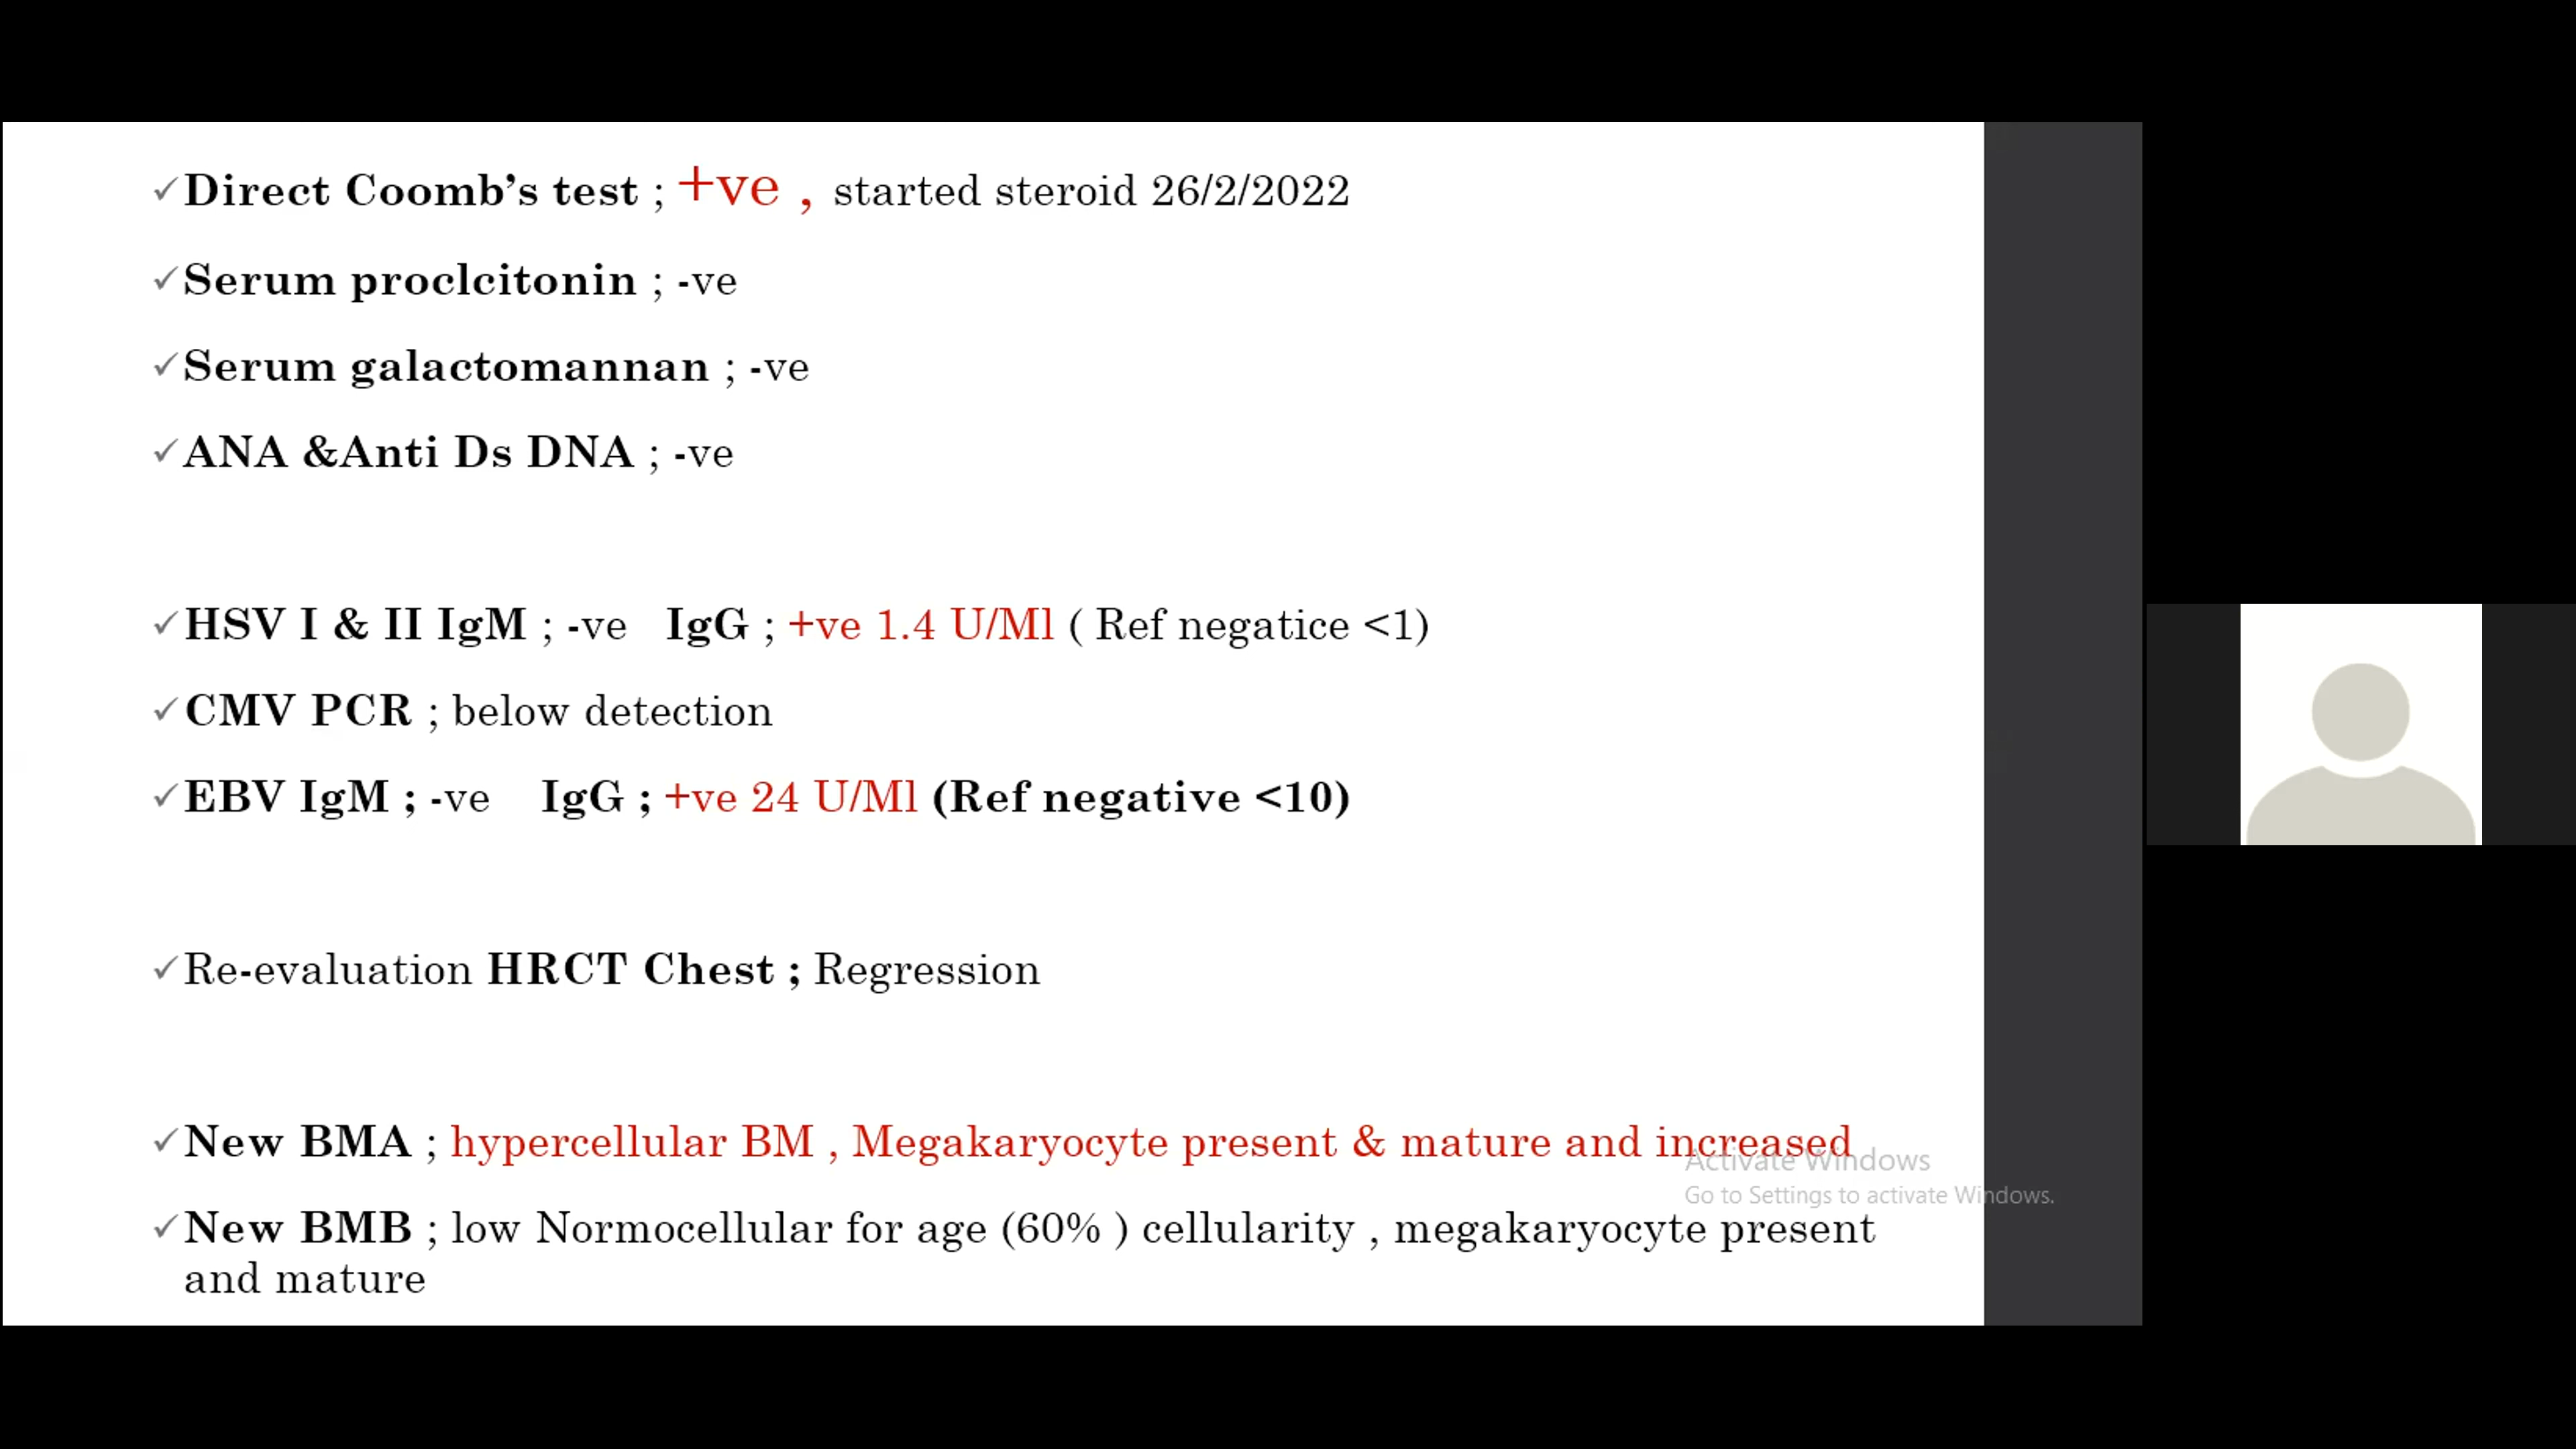 ✓Direct Coomb's test ; +ve , started steroid 26/2/2022
✓Serum proclcitonin ; -ve
✓Serum galactomannan ; -ve
✓ANA &Anti Ds DNA ; -ve
✓HSV I & II IgM ; -ve IgG ; +ve 1.4 U/Ml ( Ref negatice <1)
✓CMV PCR ; below detection
✓EBV IgM ; -ve IgG ; +ve 24 U/Ml (Ref negative <10)
✓Re-evaluation HRCT Chest ; Regression
✓New BMA ; hypercellular BM , Megakaryocyte present & mature and increased
Activate Windows
Go to Settings to activate Windows.
✓New BMB ; low Normocellular for age (60% ) cellularity , megakaryocyte present
and mature